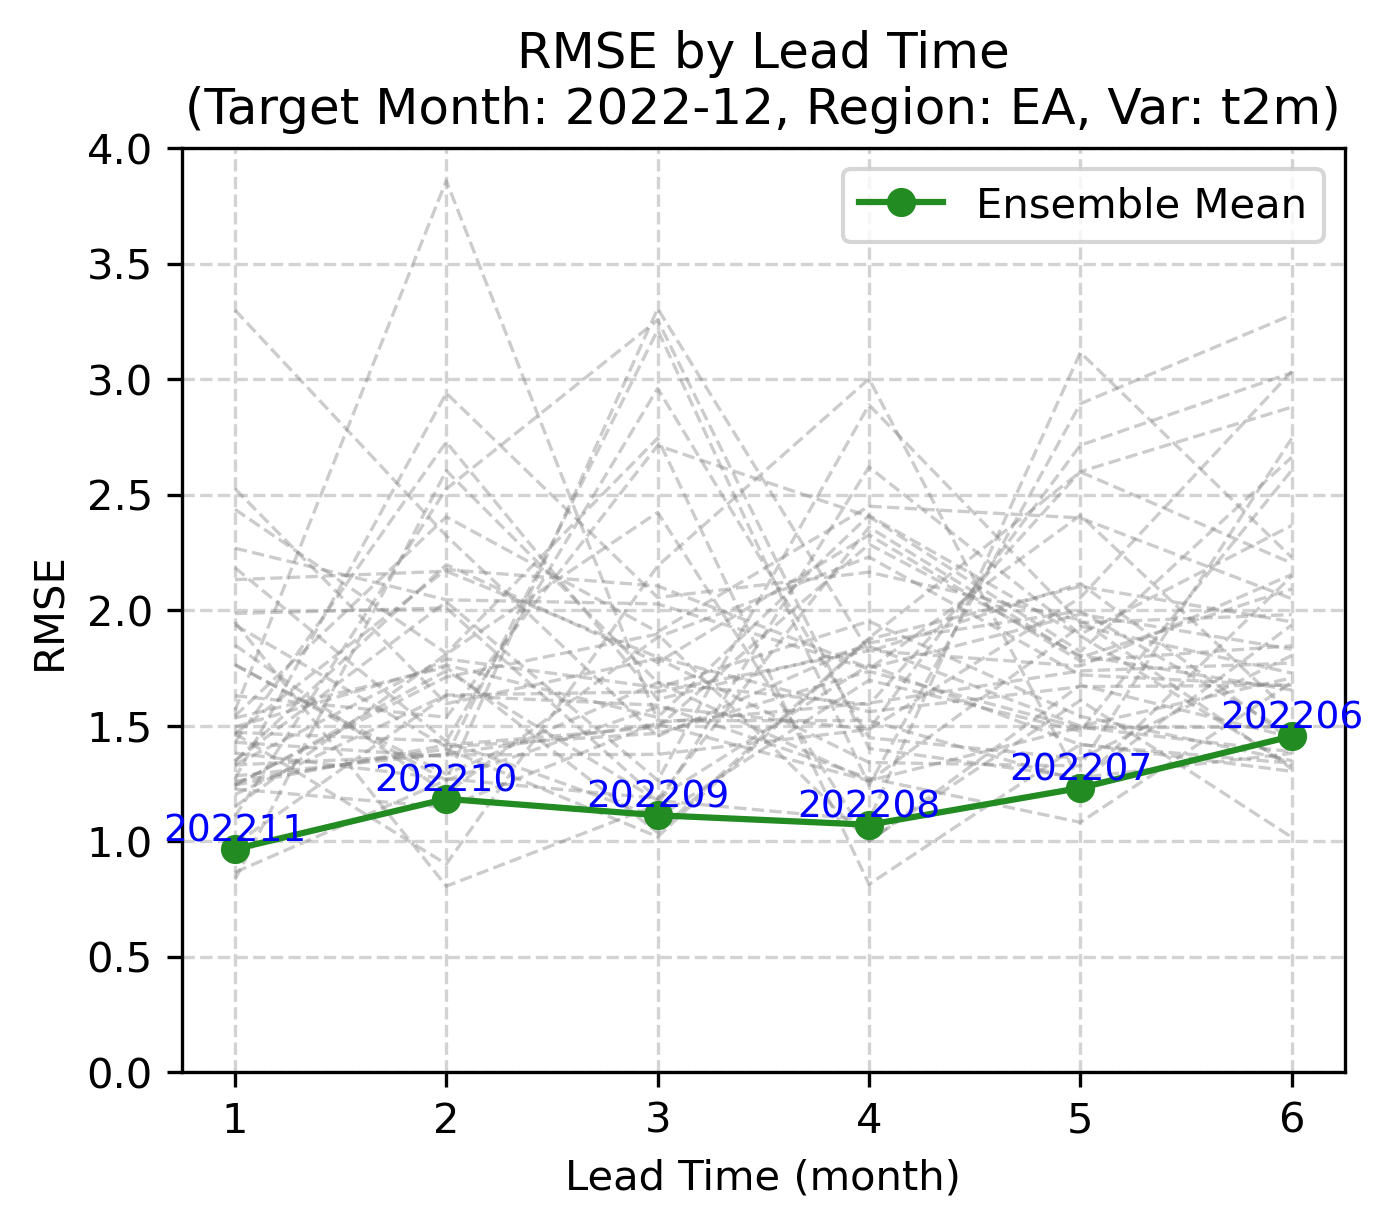 RMSE by Lead Time
(Target Month: 2022-12, Region: EA, Var: t2m)
Ensemble Mean
RMSE
4.0
3.5
3.0
2.5
2.0
1.5
1.0
0.5
0.0
202211
202210
202209
202208
202207
202206
1 2 3 4 5 6
Lead Time (month)